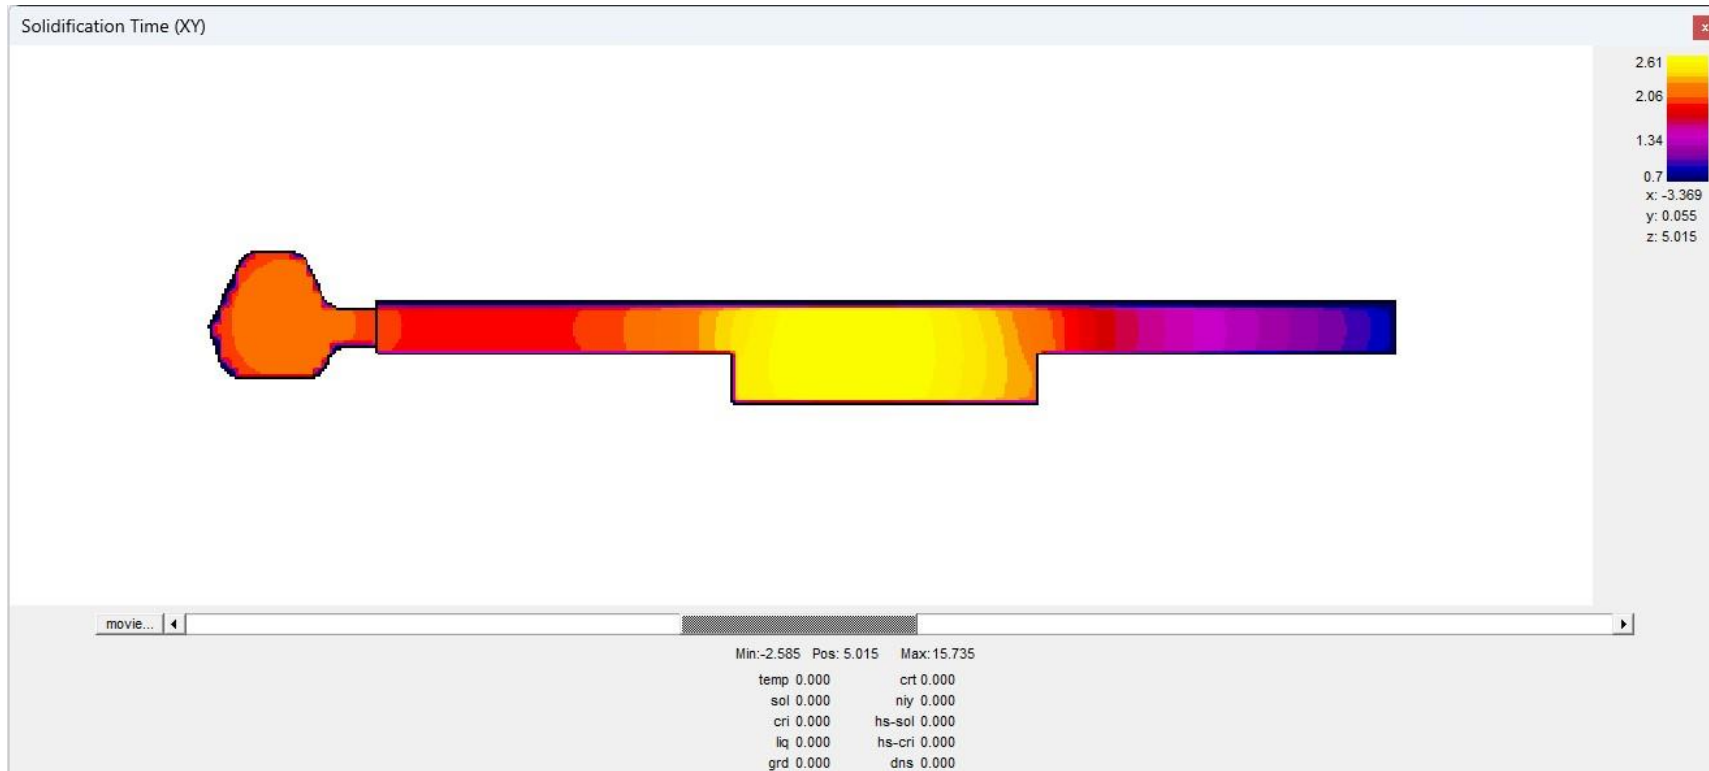 Solidification Time (XY)
x
2.61
2.06
1.34
0.7
x: -3.369
y: 0.055
z: 5.015
movie...
Min:-2.585 Pos: 5.015 Max:15.735
temp 0.000 crt 0.000
sol 0.000 niy 0.000
cri 0.000 hs-sol 0.000
liq 0.000 hs-cri 0.000
grd 0.000 dns 0.000